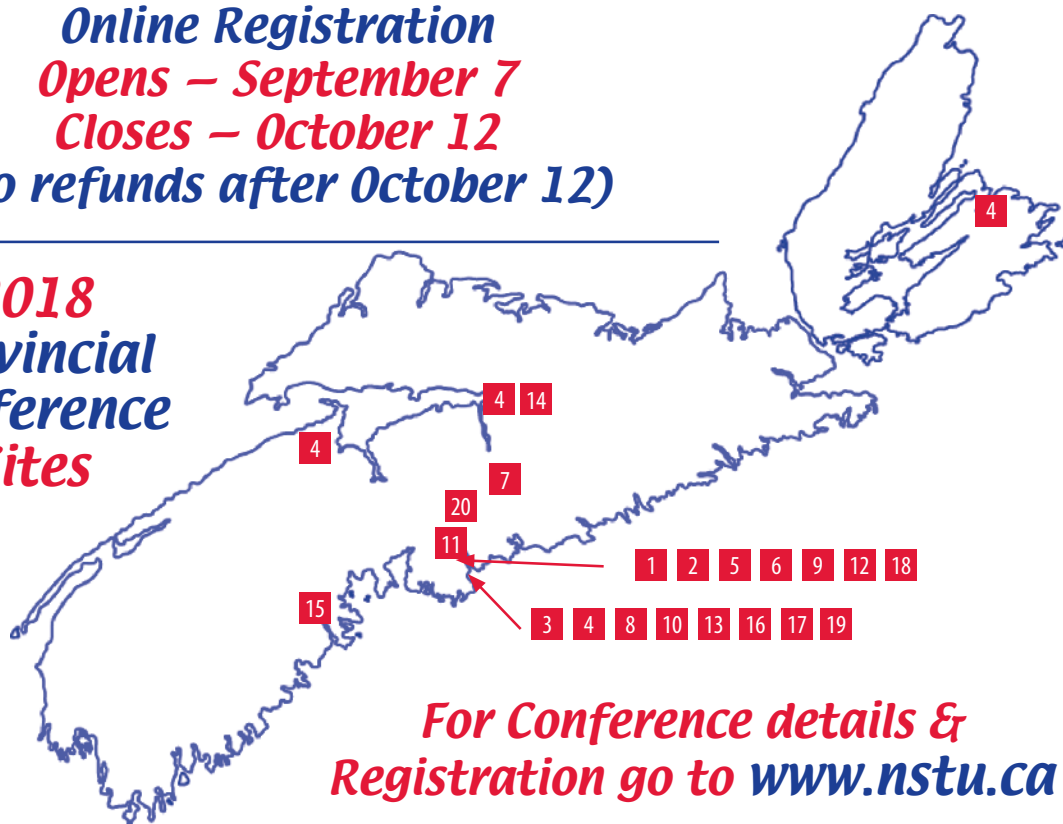 Online Registration
Opens – September 7
Closes – October 12
o refunds after October 12)
4
2018
vincial
ference
ites
4 14
4
7
20
11
1 2 5 6 9 12 18
15
3 4 8 10 13 16 17 19
For Conference details &
Registration go to www.nstu.ca